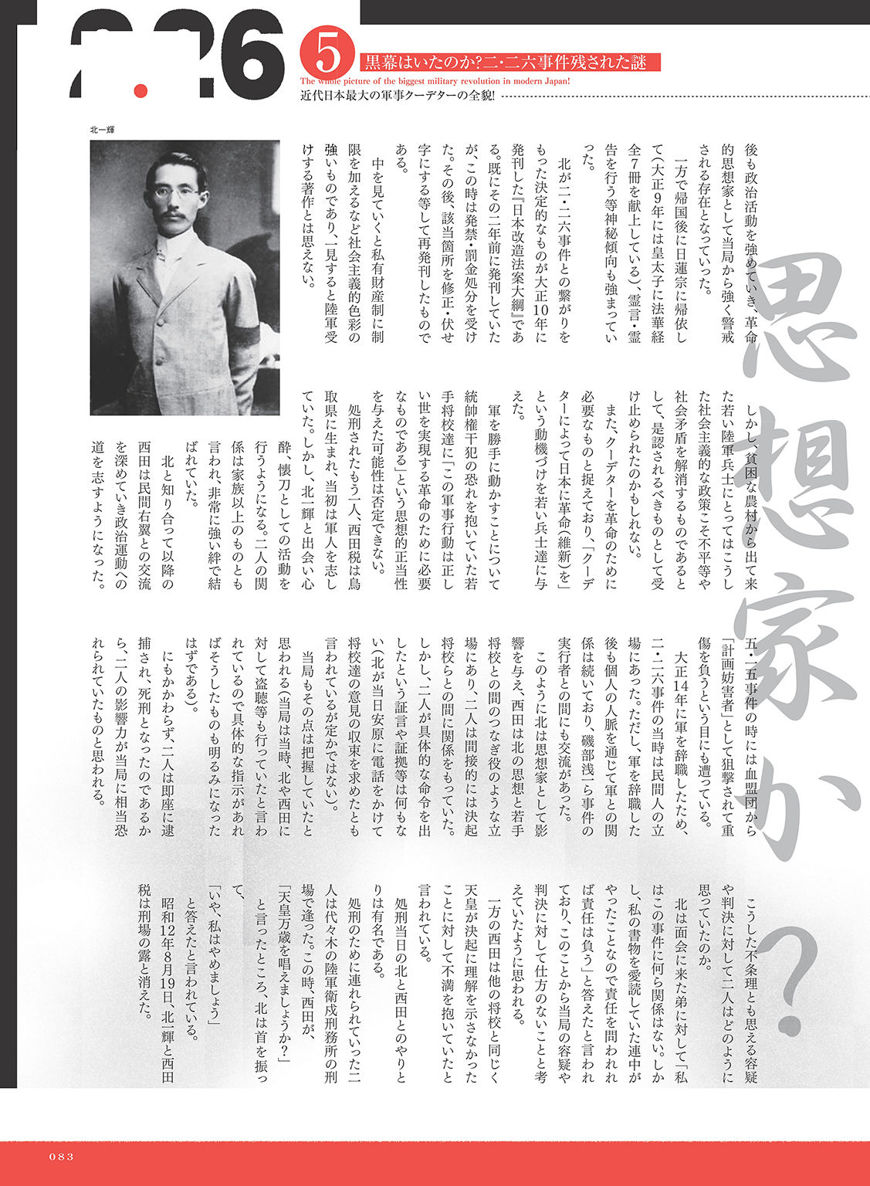 2.26
5
黒幕はいたのか?二・二六事件残された謎
The whole picture of the biggest military revolution in modern Japan!
近代日本最大の軍事クーデターの全貌!
北一輝
思想家か?
後も政治活動を強めていき、革命
的思想家として当局から強く警戒
される存在となっていった。
一方で帰国後に日蓮宗に帰依し
て(大正9年には皇太子に法華経
全7冊を献上している)、霊言・霊
告を行う等神秘傾向も強まってい
った。
北が二・二六事件との繋がりを
もった決定的なものが大正10年に
発刊した『日本改造法案大綱』であ
る。既にその二年前に発刊していた
が、この時は発禁・罰金処分を受け
た。その後、該当箇所を修正・伏せ
字にする等して再発刊したもので
ある。
中を見ていくと私有財産制に制
限を加えるなど社会主義的色彩の
強いものであり、一見すると陸軍受
けする著作とは思えない。
しかし、貧困な農村から出て来
た若い陸軍兵士にとってはこうし
た社会主義的な政策こそ不平等や
社会矛盾を解消するものであると
して、是認されるべきものとして受
け止められたのかもしれない。
また、クーデターを革命のために
必要なものと捉えており、「クーデ
ターによって日本に革命(維新)を」
という動機づけを若い兵士達に与
えた。
軍を勝手に動かすことについて
統帥権干犯の恐れを抱いていた若
手将校達に「この軍事行動は正し
い世を実現する革命のために必要
なものである」という思想的正当性
を与えた可能性は否定できない。
処刑されたもう一人、西田税は鳥
取県に生まれ、当初は軍人を志し
ていた。しかし、北一輝と出会い心
酔、懐刀としての活動を
行うようになる。二人の関
係は家族以上のものとも
言われ、非常に強い絆で結
ばれていた。
北と知り合って以降の
西田は民間右翼との交流
を深めていき政治運動への
道を志すようになった。
五・一五事件の時には血盟団から
「計画妨害者」として狙撃されて重
傷を負うという目にも遭っている。
大正14年に軍を辞職したため、
二・二六事件の当時は民間人の立
場にあった。ただし、軍を辞職した
後も個人の人脈を通じて軍との関
係は続いており、磯部浅一ら事件の
実行者との間にも交流があった。
このように北は思想家として影
響を与え、西田は北の思想と若手
将校との間のつなぎ役のような立
場にあり、二人は間接的には決起
将校らとの間に関係をもっていた。
しかし、二人が具体的な命令を出
したという証言や証拠等は何もな
い(北が当日安原に電話をかけて
将校達の意見の収束を求めたとも
言われているが定かではない)。
当局もその点は把握していたと
思われる(当局は当時、北や西田に
対して盗聴等も行っていたと言わ
れているので具体的な指示があれ
ばそうしたものも明るみになった
はずである)。
にもかかわらず、二人は即座に逮
捕され、死刑となったのであるか
ら、二人の影響力が当局に相当恐
れられていたものと思われる。
こうした不条理とも思える容疑
や判決に対して二人はどのように
思っていたのか。
北は面会に来た弟に対して「私
はこの事件に何ら関係はない。しか
し、私の書物を愛読していた連中が
やったことなので責任を問われれ
ば責任は負う」と答えたと言われ
ており、このことから当局の容疑や
判決に対して仕方のないことと考
えていたように思われる。
一方の西田は他の将校と同じく
天皇が決起に理解を示さなかった
ことに対して不満を抱いていたと
言われている。
処刑当日の北と西田とのやりと
りは有名である。
処刑のために連れられていった二
人は代々木の陸軍衛戍刑務所の刑
場で逢った。この時、西田が、
「天皇万歳を唱えましょうか?」
と言ったところ、北は首を振っ
て、
「いや、私はやめましょう」
と答えたと言われている。
昭和12年8月19日、北一輝と西田
税は刑場の露と消えた。
083